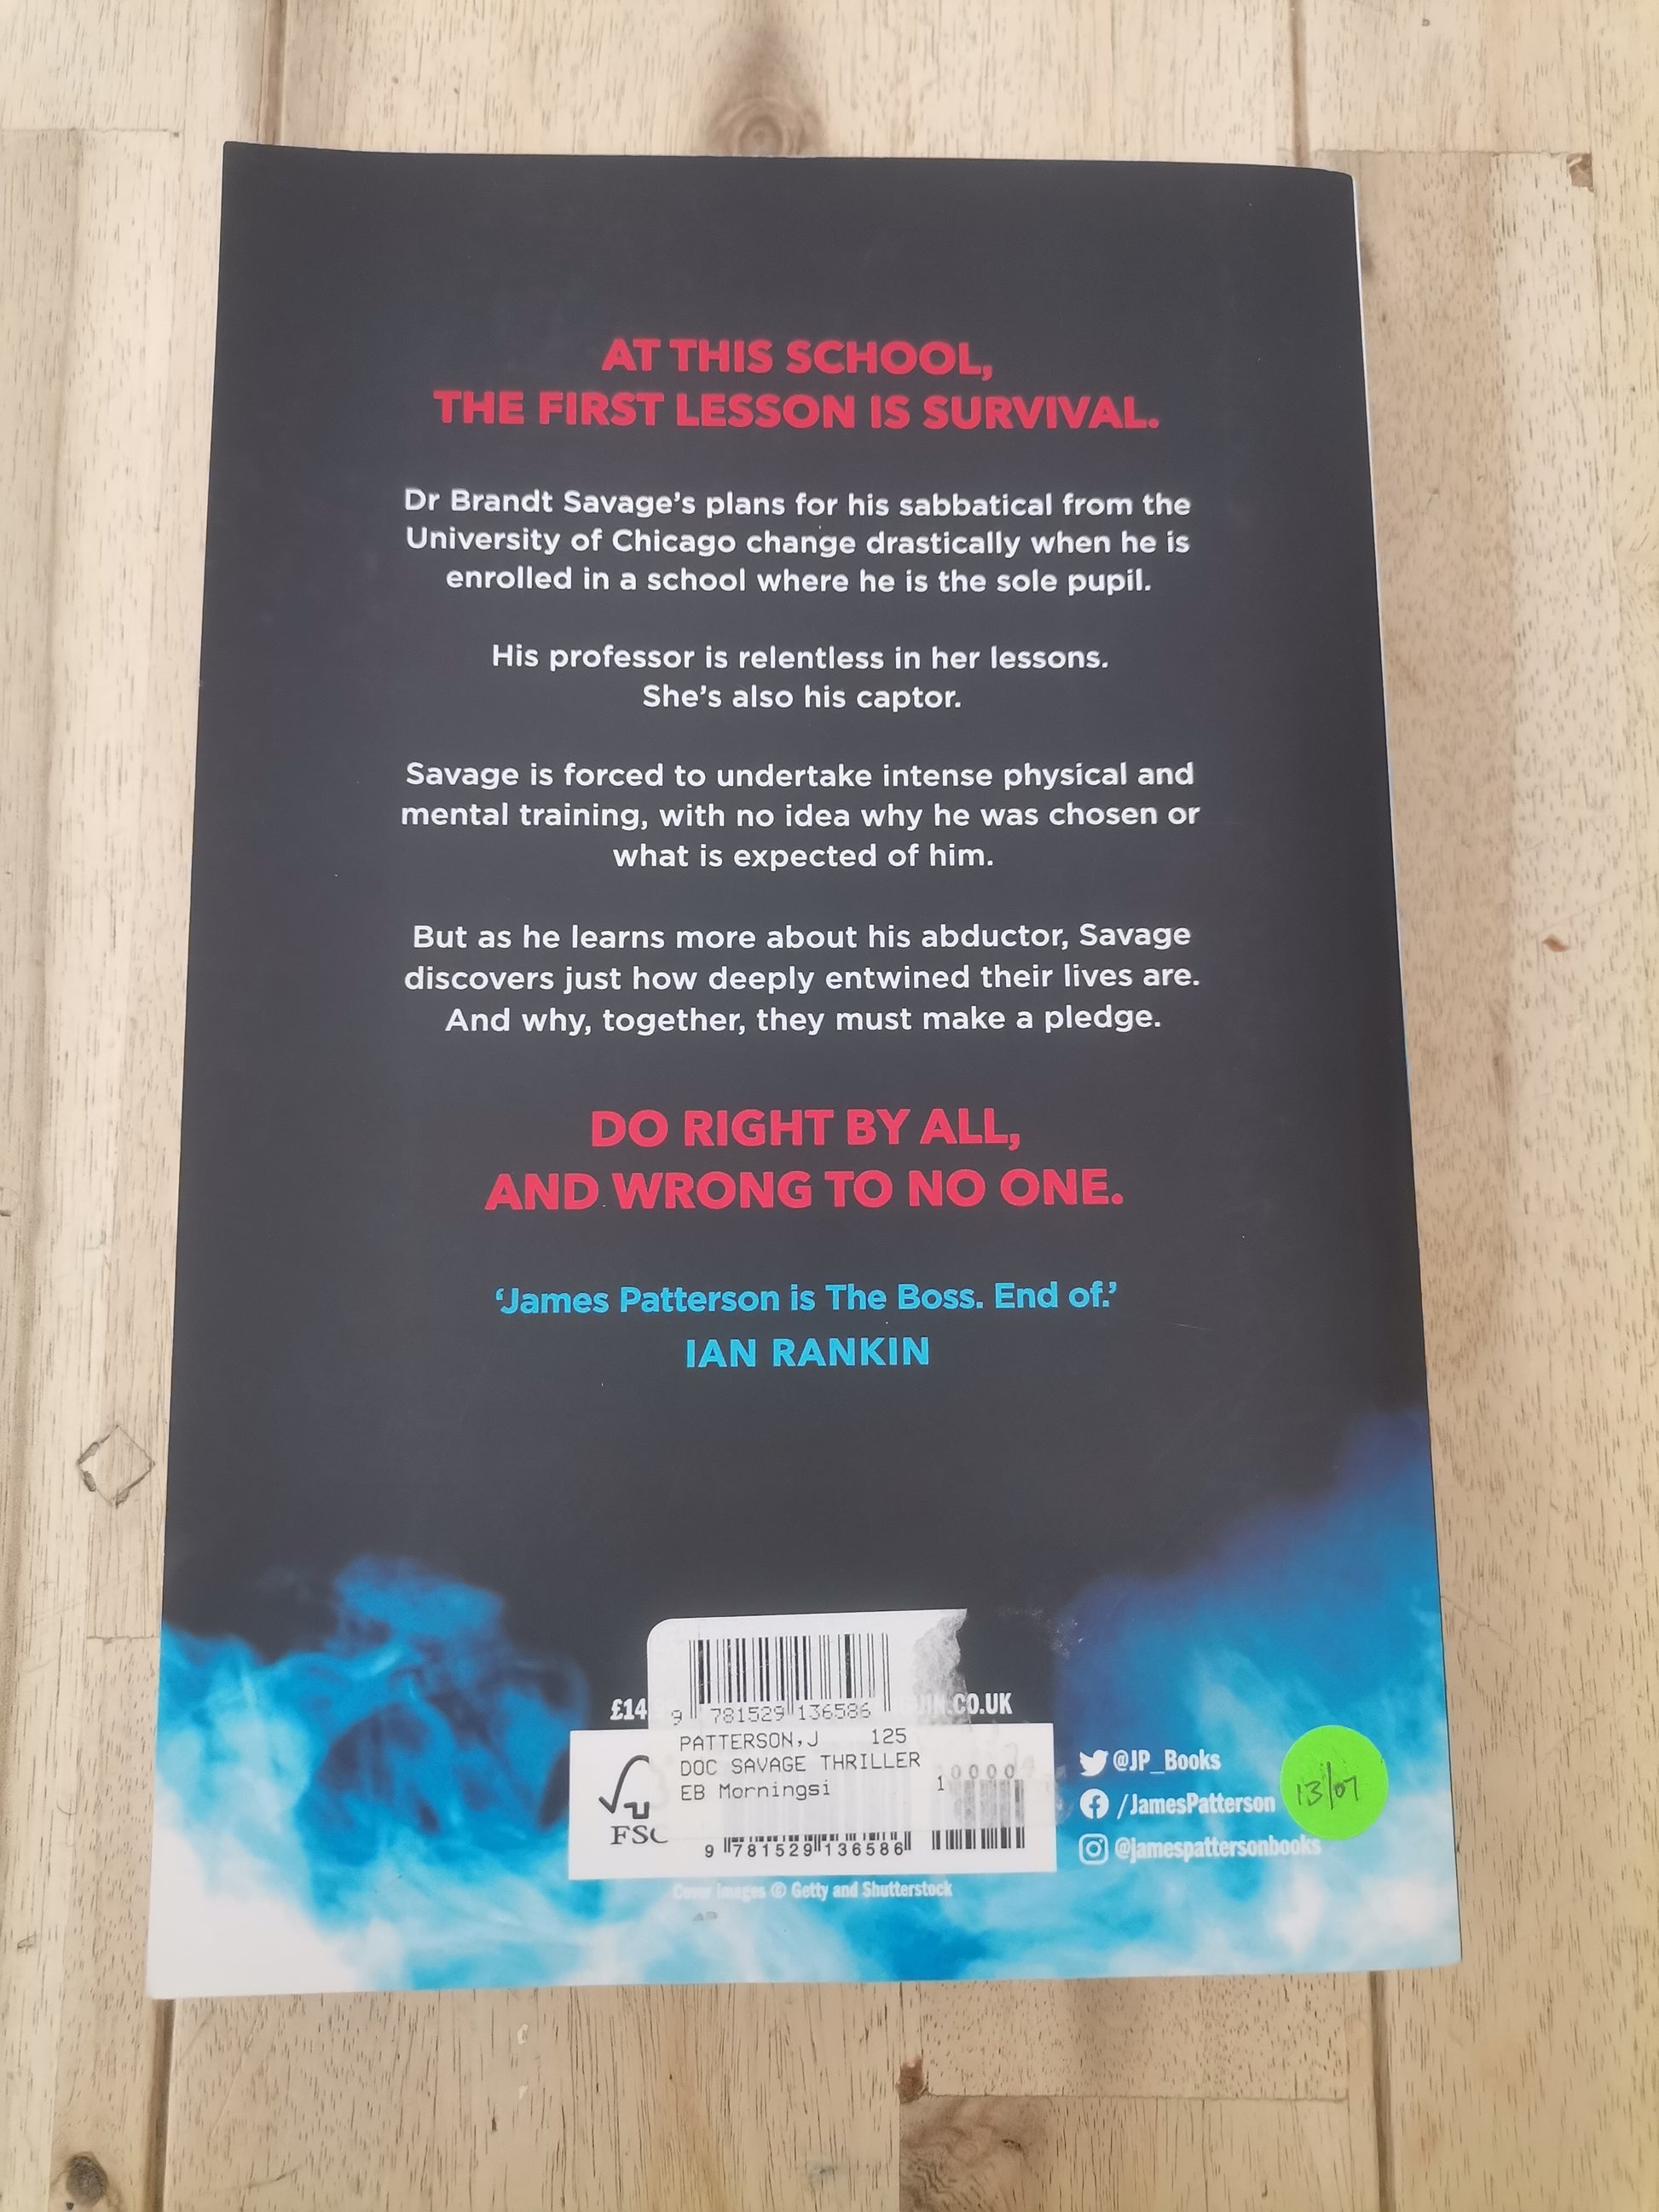 AT THIS SCHOOL,
THE FIRST LESSON IS SURVIVAL.
Dr Brandt Savage's plans for his sabbatical from the
University of Chicago change drastically when he is
enrolled in a school where he is the sole pupil.
His professor is relentless in her lessons.
She's also his captor.
Savage is forced to undertake intense physical and
mental training, with no idea why he was chosen or
what is expected of him.
But as he learns more about his abductor, Savage
discovers just how deeply entwined their lives are.
And why, together, they must make a pledge.
DO RIGHT BY ALL,
AND WRONG TO NO ONE.
‘James Patterson is The Boss. End of.’
IAN RANKIN
£14
.CO.UK
9 781529 136586
PATTERSON,J 125
DOC SAVAGE THRILLER
EB Morningsi
FSC
9 781529 136586
@JP_Books
/JamesPatterson
@jamespattersonbooks
13/07
Cover images © Getty and Shutterstock